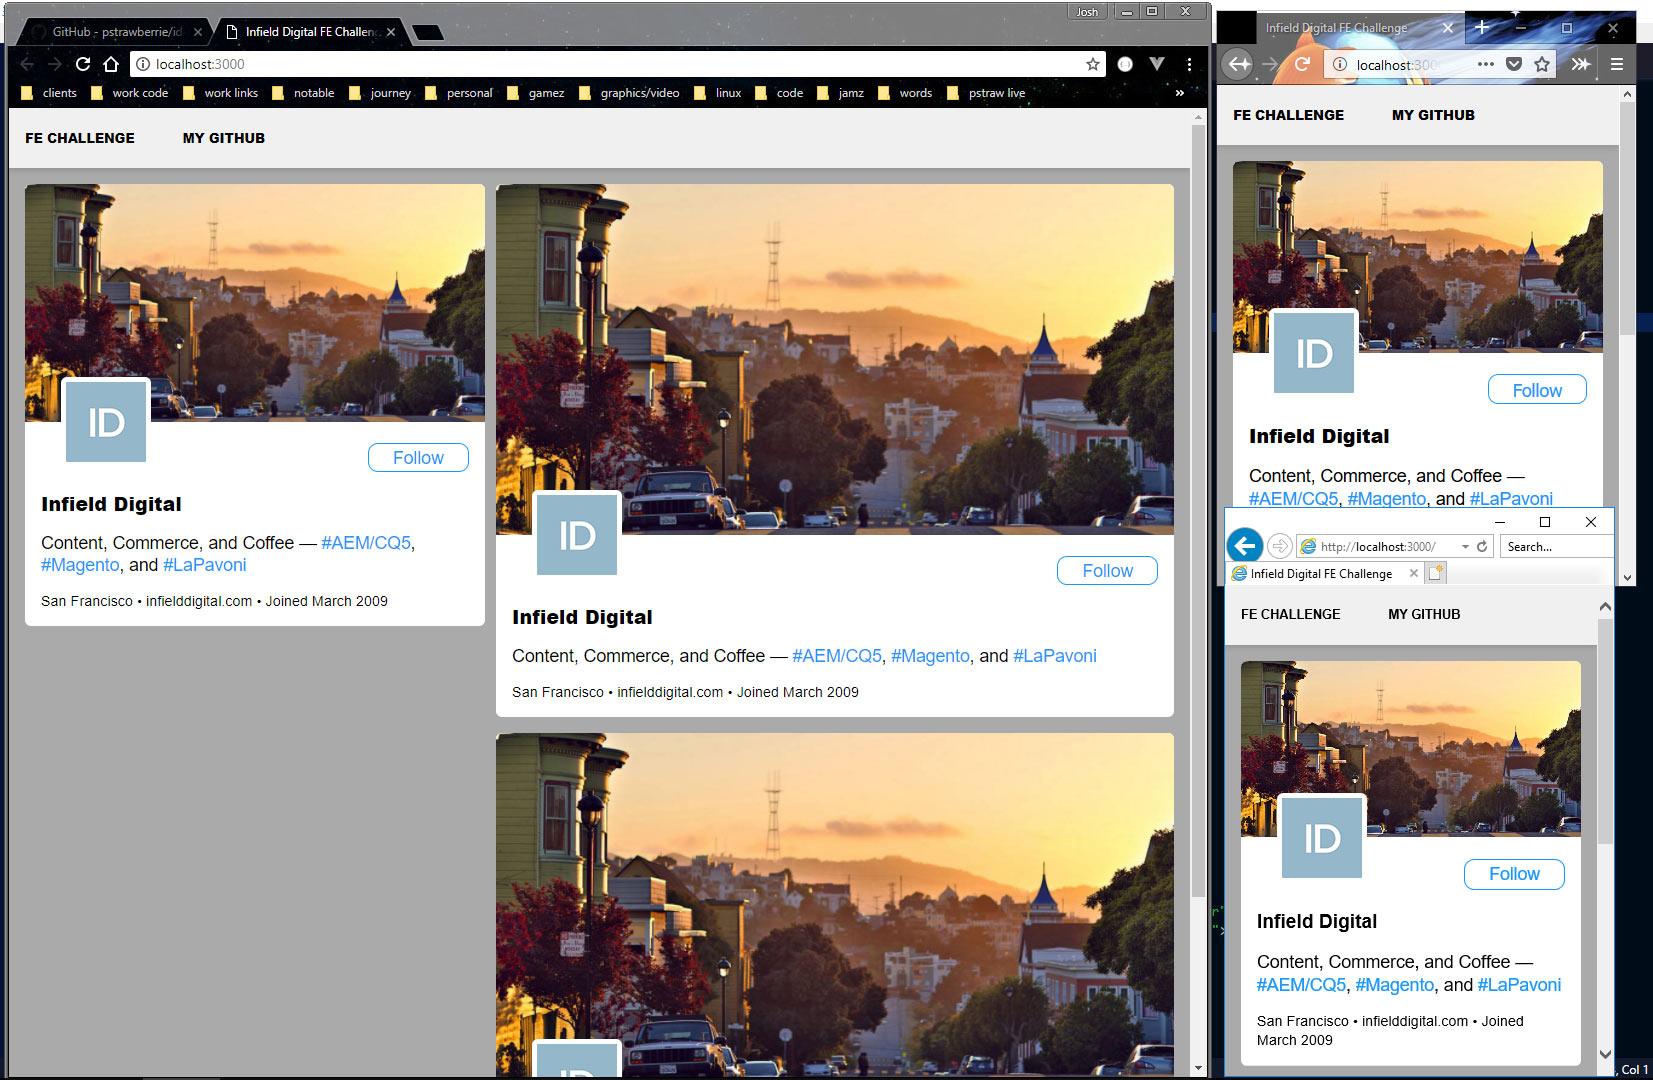 Josh
GitHub - pstrawberrie/id
Infield Digital FE Challeng
localhost:3000
clients
work code
work links
notable
journey
personal
gamez
graphics/video
linux
code
jamz
words
pstraw live
»
FE CHALLENGE
MY GITHUB
ID
Follow
Infield Digital
Content, Commerce, and Coffee — #AEM/CQ5,
#Magento, and #LaPavoni
San Francisco • infielddigital.com • Joined March 2009
ID
Follow
Infield Digital
Content, Commerce, and Coffee — #AEM/CQ5, #Magento, and #LaPavoni
San Francisco • infielddigital.com • Joined March 2009
ID
Infield Digital FE Challenge
localhost:300
FE CHALLENGE
MY GITHUB
ID
Follow
Infield Digital
Content, Commerce, and Coffee —
#AEM/CQ5, #Magento, and #LaPavoni
http://localhost:3000/
Search...
Infield Digital FE Challenge
FE CHALLENGE
MY GITHUB
ID
Follow
Infield Digital
Content, Commerce, and Coffee —
#AEM/CQ5, #Magento, and #LaPavoni
San Francisco • infielddigital.com • Joined
March 2009
, Col 1